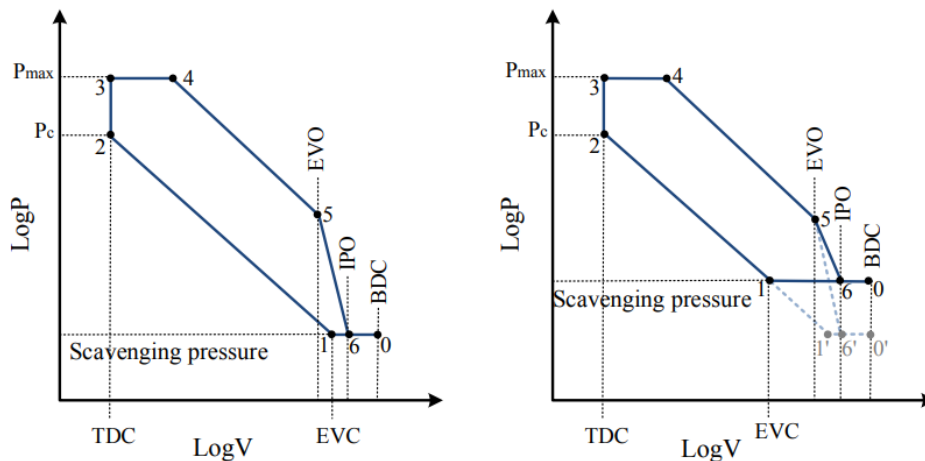 LogP
Pmax
3
4
Pc
2
EVO
5
IPO
BDC
1
6
0
Scavenging pressure
TDC
LogV
EVC
LogP
Pmax
3
4
Pc
2
EVO
5
IPO
BDC
1
6
0
Scavenging pressure
1'
6'
0'
TDC
LogV
EVC